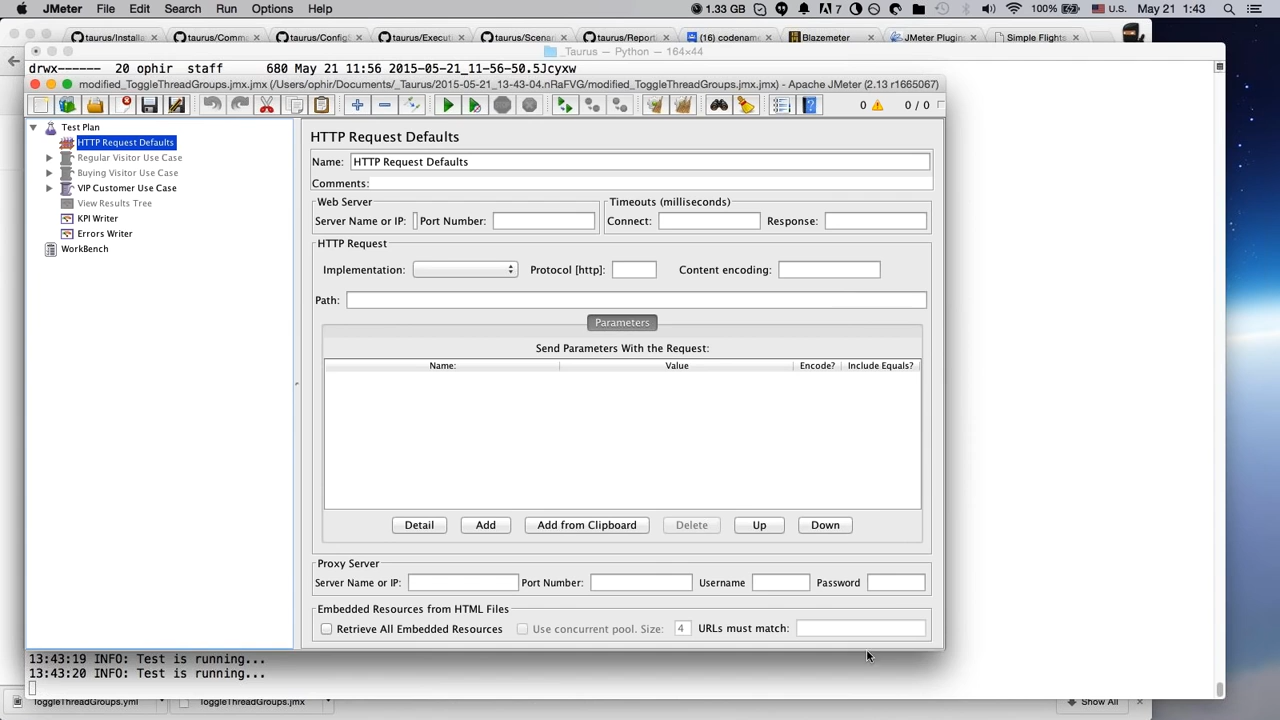 JMeter File Edit Search Run Options Help 1.33 GB 7 100% U.S. May 21 1:43
taurus/Installa taurus/Comma taurus/Config taurus/Execut taurus/Scenar taurus/Report (16) codenam Blazemeter JMeter Plugins Simple Flights
_Taurus — Python — 164x44
drwx------ 20 ophir staff 680 May 21 11:56 2015-05-21_11-56-50.5Jcyxw
modified_ToggleThreadGroups.jmx.jmx (/Users/ophir/Documents/_Taurus/2015-05-21_13-43-04.nRaFVG/modified_ToggleThreadGroups.jmx.jmx) - Apache JMeter (2.13 r1665067)
0 0 / 0
Test Plan
HTTP Request Defaults
Regular Visitor Use Case
Buying Visitor Use Case
VIP Customer Use Case
View Results Tree
KPI Writer
Errors Writer
WorkBench
HTTP Request Defaults
Name: HTTP Request Defaults
Comments:
Web Server
Server Name or IP: Port Number:
Timeouts (milliseconds)
Connect: Response:
HTTP Request
Implementation: Protocol [http]: Content encoding:
Path:
Parameters
Send Parameters With the Request:
Name: Value Encode? Include Equals?
Detail Add Add from Clipboard Delete Up Down
Proxy Server
Server Name or IP: Port Number: Username Password
Embedded Resources from HTML Files
Retrieve All Embedded Resources Use concurrent pool. Size: 4 URLs must match:
13:43:19 INFO: Test is running...
13:43:20 INFO: Test is running...
ToggleThreadGroups.yml ToggleThreadGroups.jmx Show All